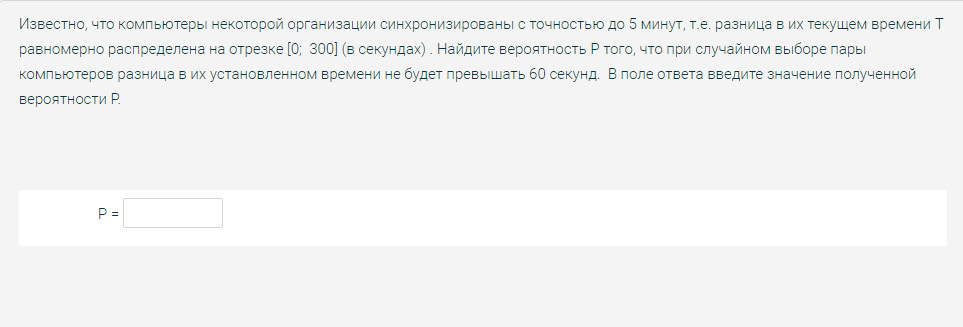 Известно, что компьютеры некоторой организации синхронизированы с точностью до 5 минут, т.е. разница в их текущем времени T
равномерно распределена на отрезке [0; 300] (в секундах) . Найдите вероятность P того, что при случайном выборе пары
компьютеров разница в их установленном времени не будет превышать 60 секунд. В поле ответа введите значение полученной
вероятности P.
P =